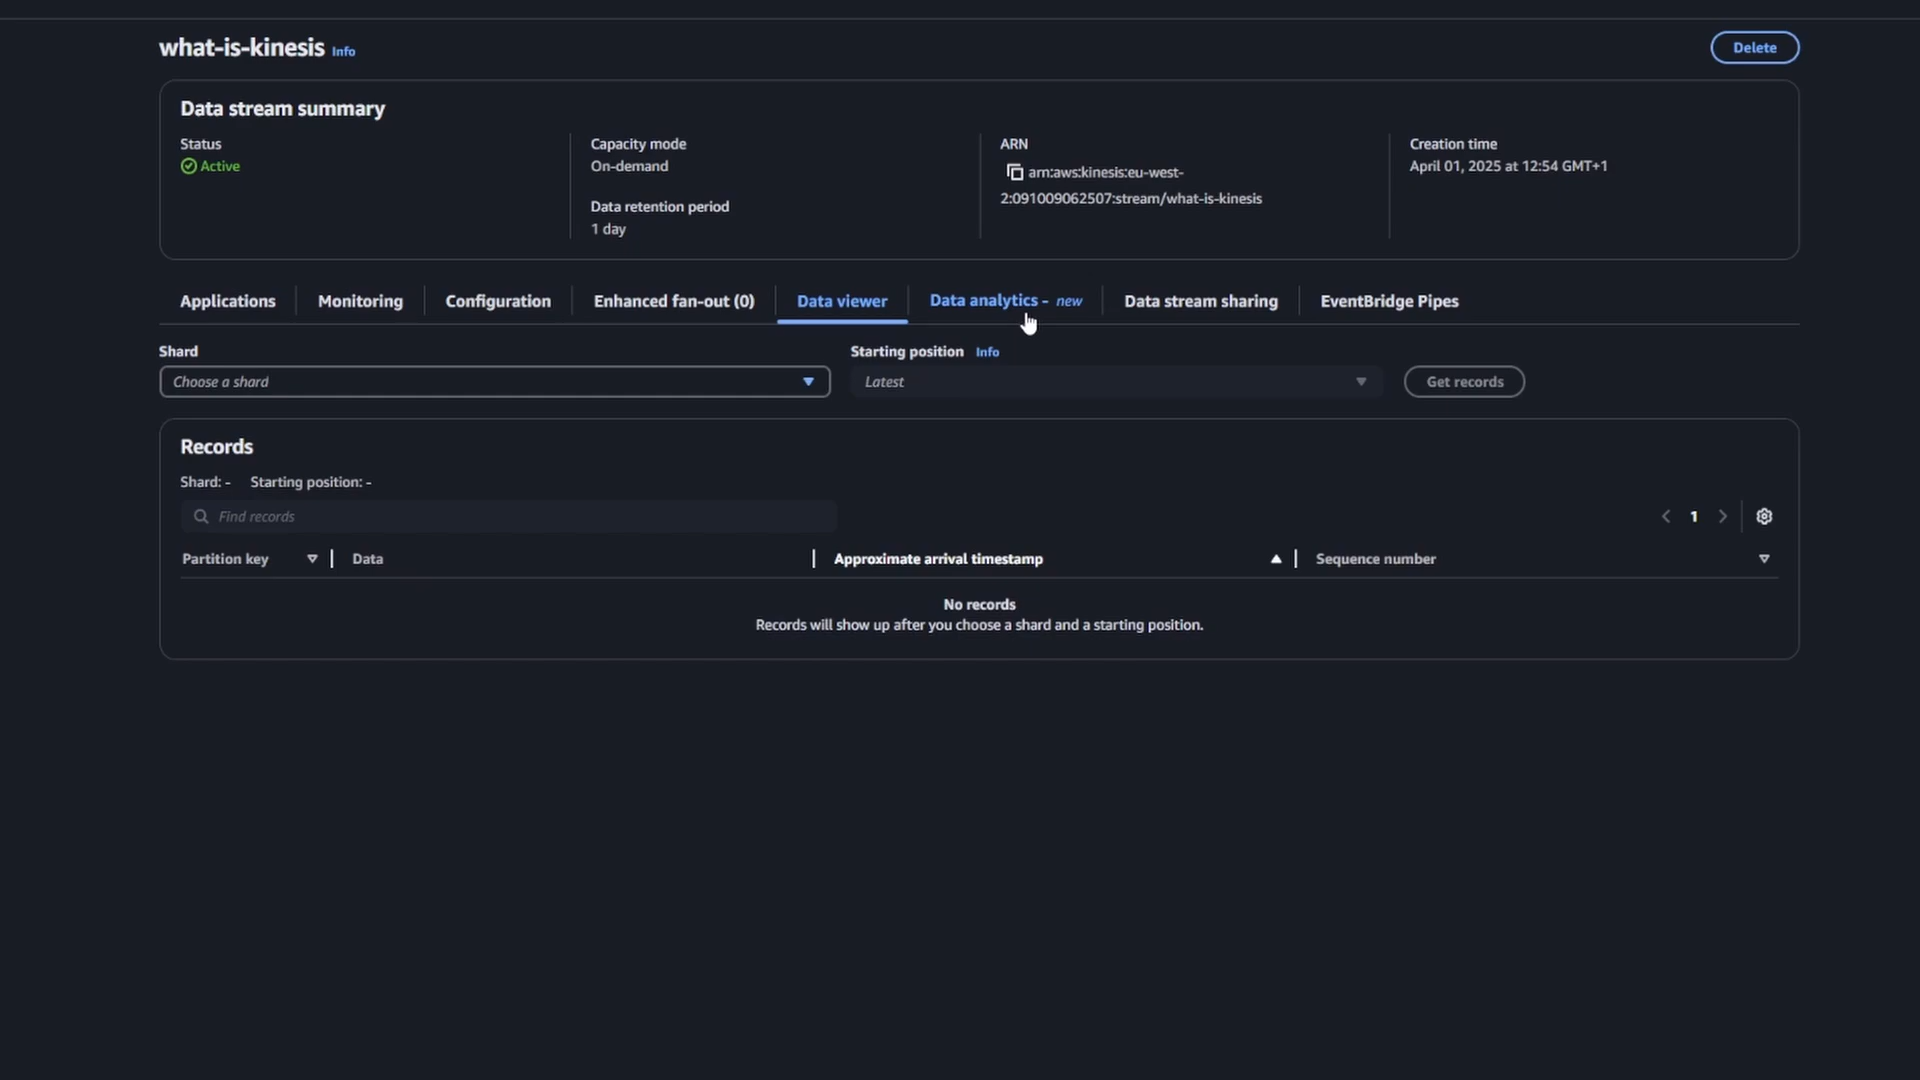 what-is-kinesis Info
Delete
Data stream summary
Status
Active
Capacity mode
On-demand
Data retention period
1 day
ARN
arn:aws:kinesis:eu-west-
2:091009062507:stream/what-is-kinesis
Creation time
April 01, 2025 at 12:54 GMT+1
Applications
Monitoring
Configuration
Enhanced fan-out (0)
Data viewer
Data analytics - new
Data stream sharing
EventBridge Pipes
Shard
Choose a shard
Starting position Info
Latest
Get records
Records
Shard: - Starting position: -
Find records
1
Partition key
Data
Approximate arrival timestamp
Sequence number
No records
Records will show up after you choose a shard and a starting position.